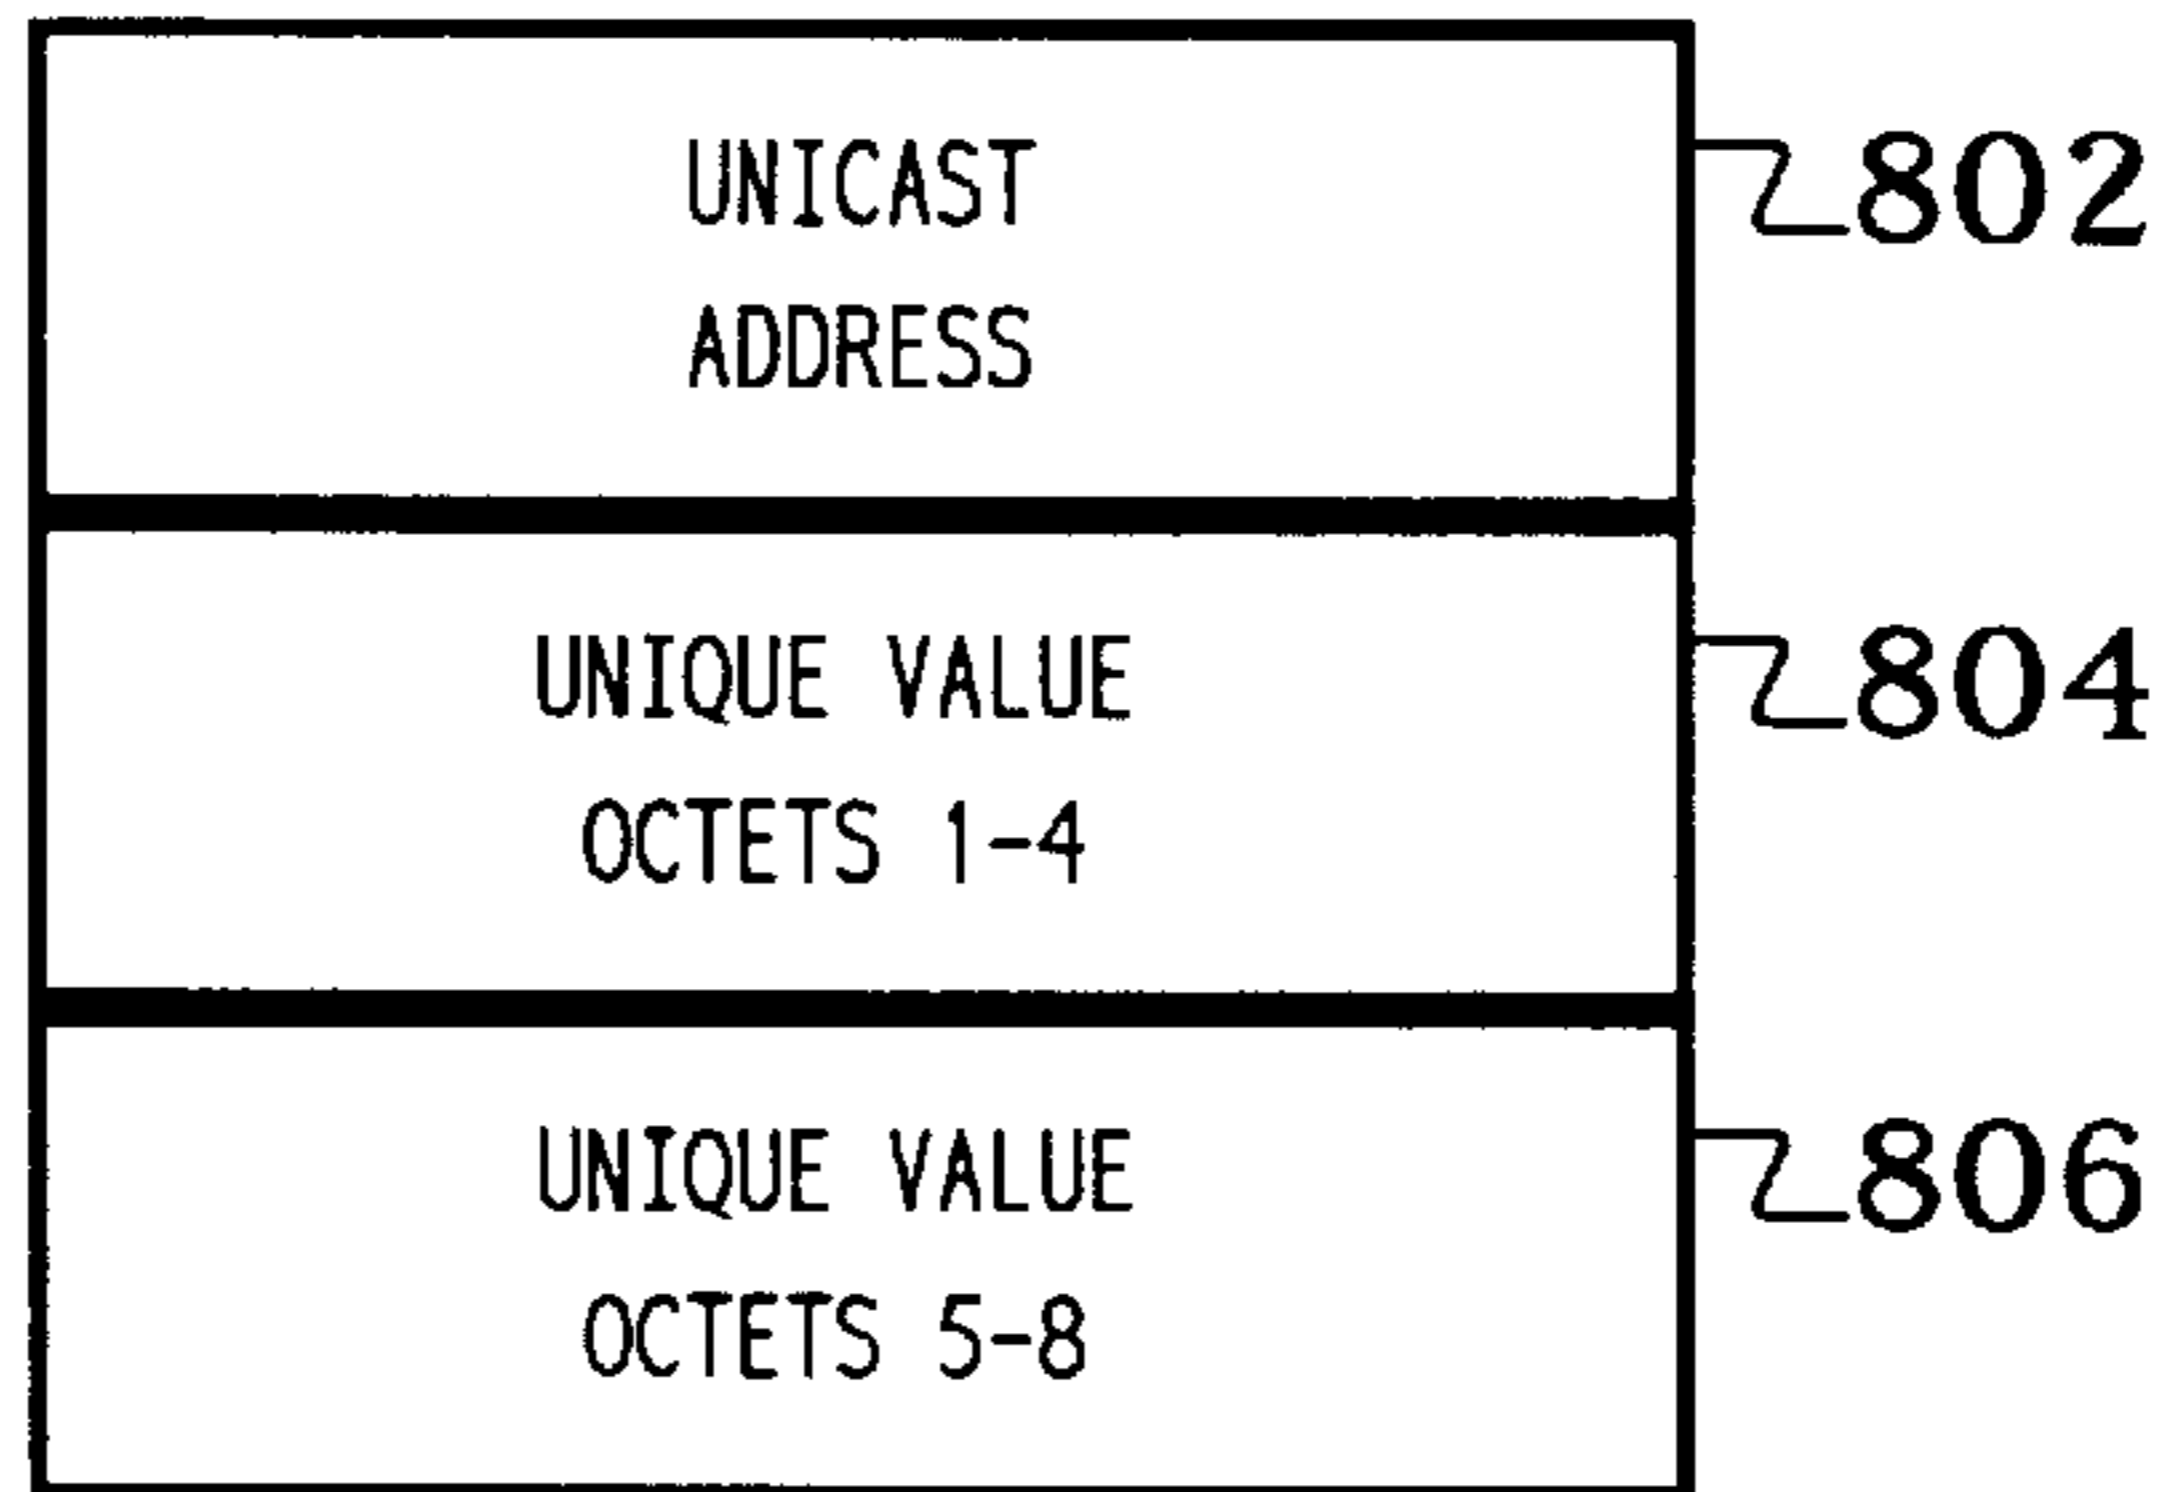 UNICAST
ADDRESS
802
UNIQUE VALUE
OCTETS 1-4
804
UNIQUE VALUE
OCTETS 5-8
806